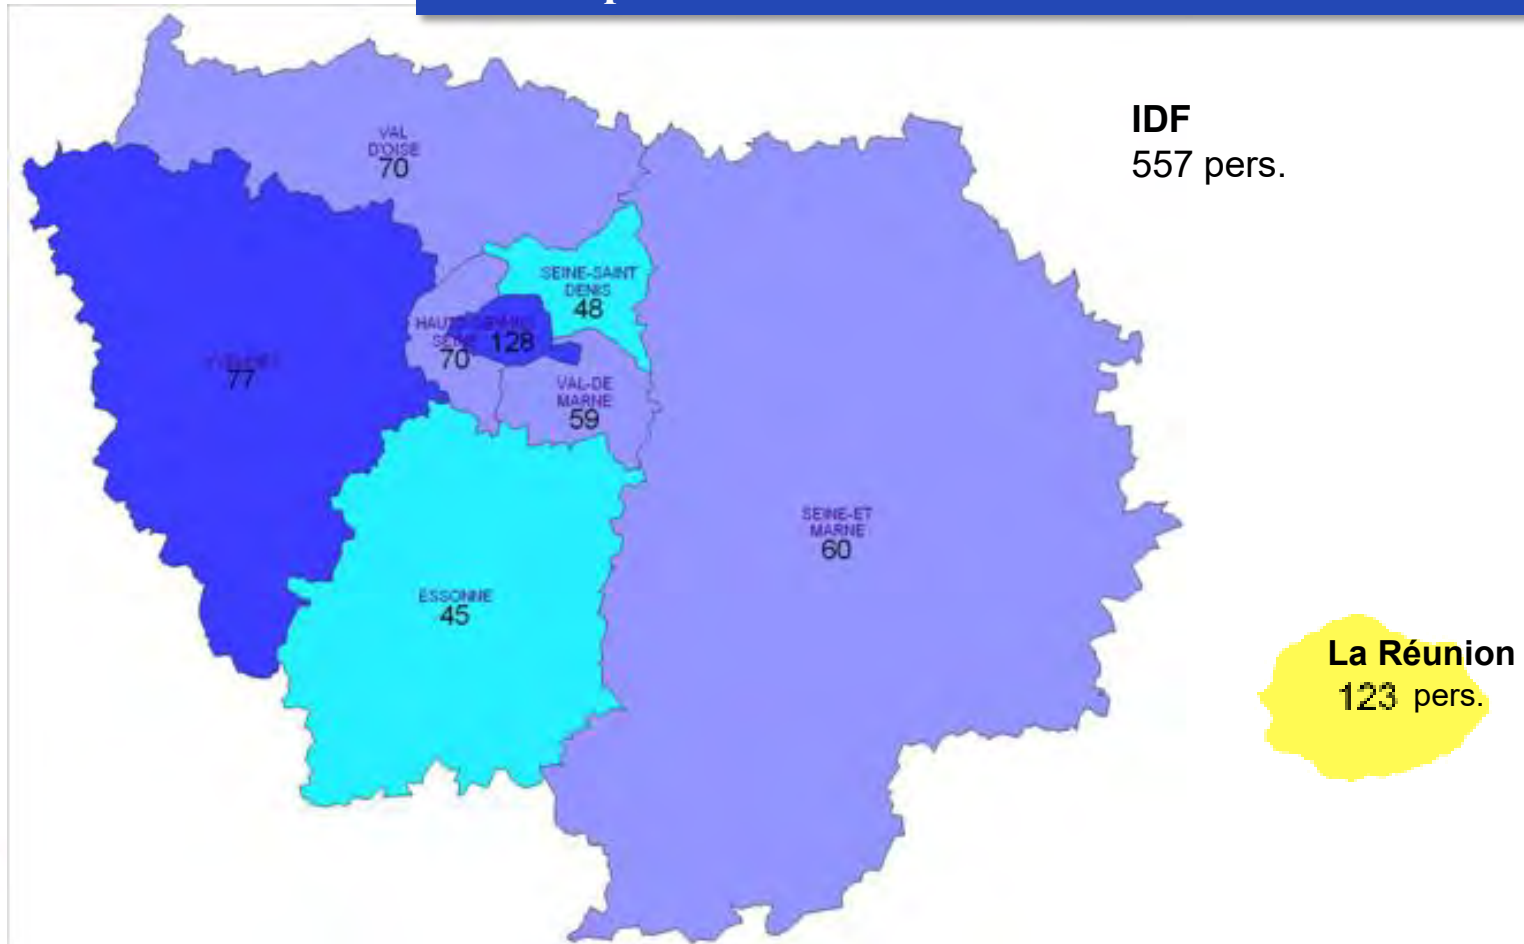 IDF
557 pers.
VAL
D'OISE
70
SEINE-SAINT
DENIS
48
128
70
77
VAL-DE
MARNE
59
SEINE-ET
MARNE
60
ESSONNE
45
La Réunion
123 pers.